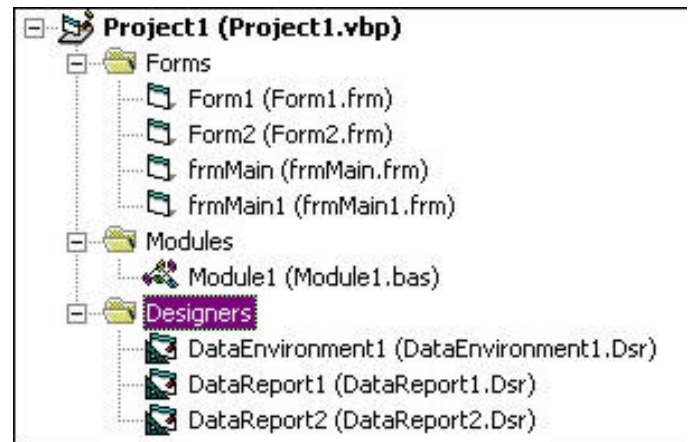 Project1 (Project1.vbp)
Forms
Form1 (Form1.frm)
Form2 (Form2.frm)
frmMain (frmMain.frm)
frmMain1 (frmMain1.frm)
Modules
Module1 (Module1.bas)
Designers
DataEnvironment1 (DataEnvironment1.Dsr)
DataReport1 (DataReport1.Dsr)
DataReport2 (DataReport2.Dsr)